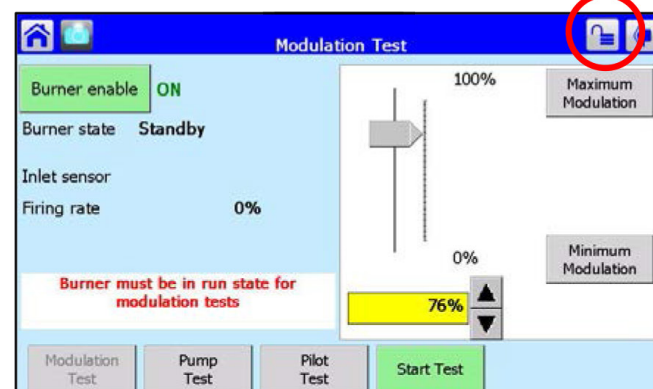 Modulation Test
Burner enable ON
Burner state Standby
Inlet sensor
Firing rate 0%
Burner must be in run state for
modulation tests
100%
0%
76%
Maximum
Modulation
Minimum
Modulation
Modulation
Test
Pump
Test
Pilot
Test
Start Test